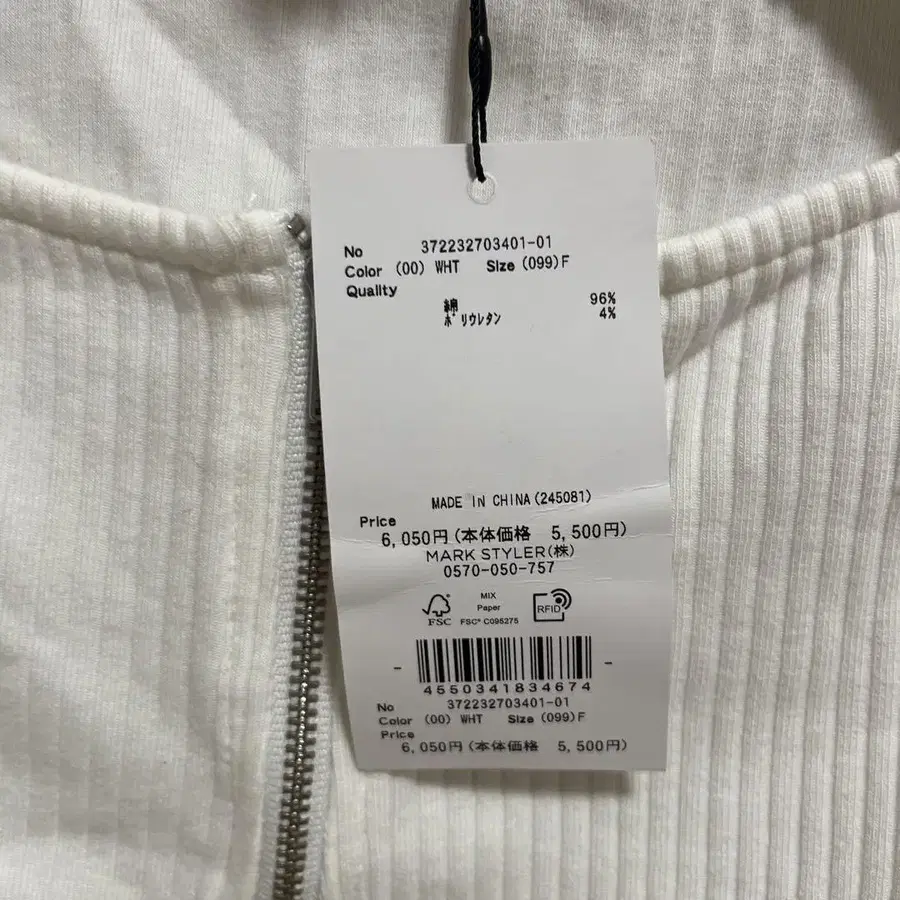 No 372232703401-01
Color (00) WHT Size (099)F
Quality
綿 96%
ポリウレタン 4%
MADE IN CHINA(245081)
Price
6,050円(本体価格 5,500円)
MARK STYLER(株)
0570-050-757
FSC
MIX
Paper
FSC® C095275
RFID
4550341834674
No 372232703401-01
Color (00) WHT Size (099)F
Price
6,050円(本体価格 5,500円)